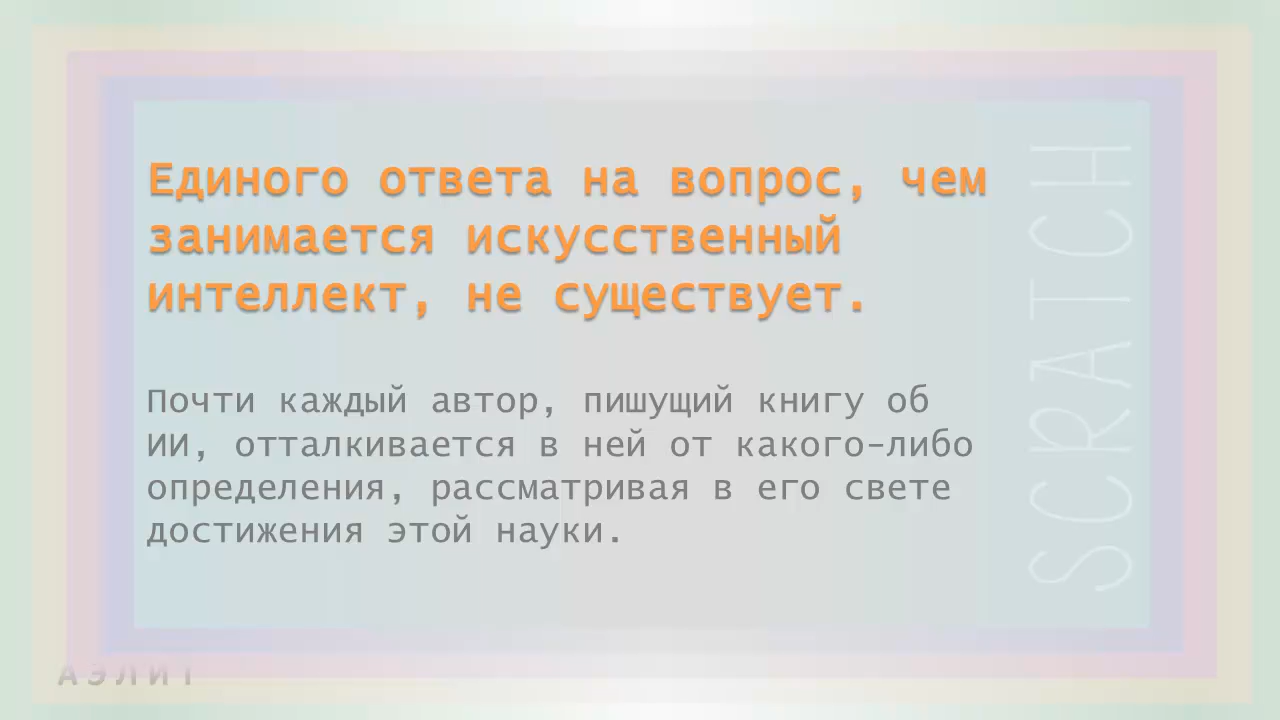 Единого ответа на вопрос, чем
занимается искусственный
интеллект, не существует.
Почти каждый автор, пишущий книгу об
ИИ, отталкивается в ней от какого-либо
определения, рассматривая в его свете
достижения этой науки.
SCRATCH